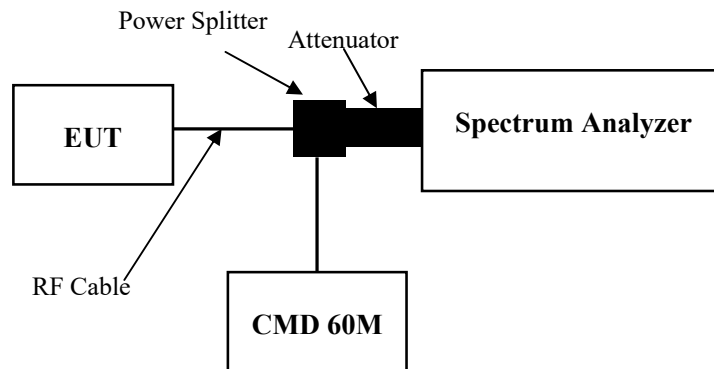 Power Splitter
Attenuator
EUT
Spectrum Analyzer
RF Cable
CMD 60M